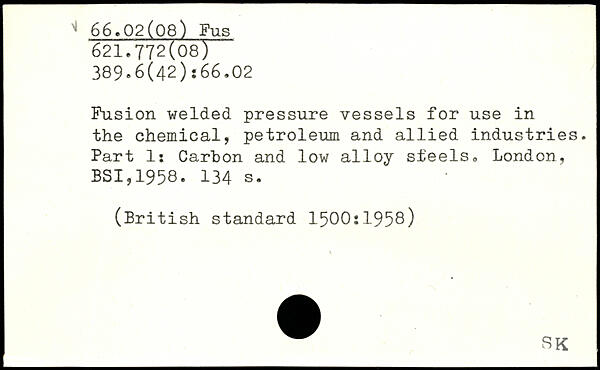 √ 66.02(08) Fus
621.772(08)
389.6(42):66.02
Fusion welded pressure vessels for use in
the chemical, petroleum and allied industries.
Part 1: Carbon and low alloy steels. London,
BSI,1958. 134 s.
(British standard 1500:1958)
SK